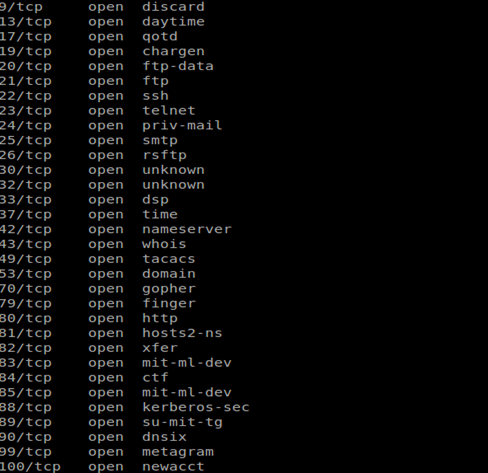 9/tcp open discard
13/tcp open daytime
17/tcp open qotd
19/tcp open chargen
20/tcp open ftp-data
21/tcp open ftp
22/tcp open ssh
23/tcp open telnet
24/tcp open priv-mail
25/tcp open smtp
26/tcp open rsftp
30/tcp open unknown
32/tcp open unknown
33/tcp open dsp
37/tcp open time
42/tcp open nameserver
43/tcp open whois
49/tcp open tacacs
53/tcp open domain
70/tcp open gopher
79/tcp open finger
80/tcp open http
81/tcp open hosts2-ns
82/tcp open xfer
83/tcp open mit-ml-dev
84/tcp open ctf
85/tcp open mit-ml-dev
88/tcp open kerberos-sec
89/tcp open su-mit-tg
90/tcp open dnsix
99/tcp open metagram
100/tcp open newacct